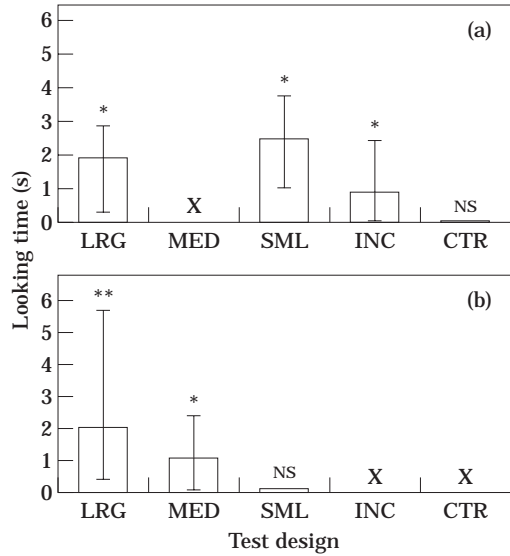 (a)
6
5
4
3
2
1
0
*
X
*
*
NS
LRG MED SML INC CTR
Looking time (s)
(b)
6
5
4
3
2
1
0
**
*
NS
X
X
LRG MED SML INC CTR
Test design